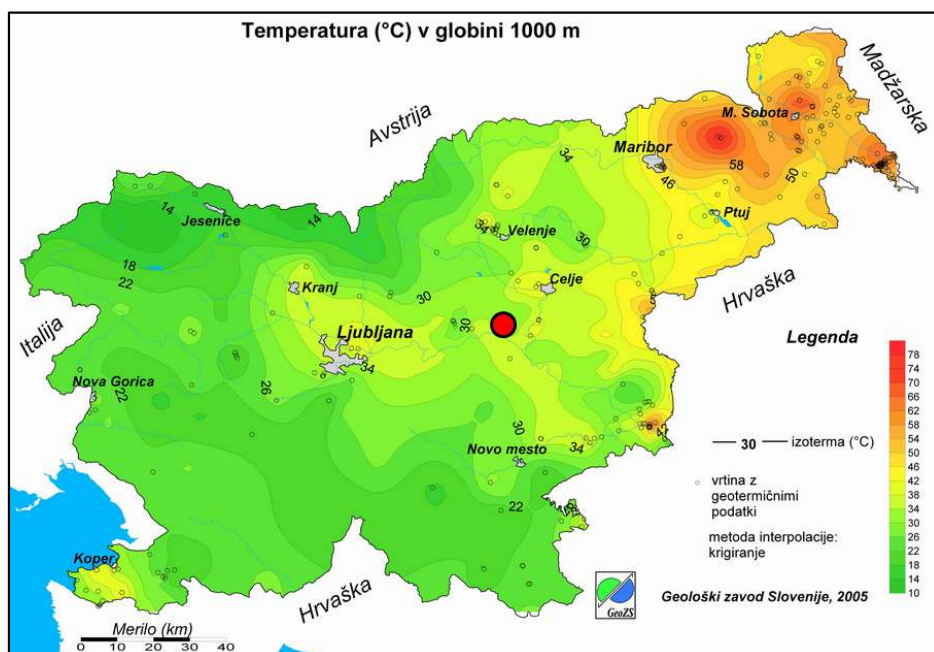 Temperatura (°C) v globini 1000 m
Madžarska
Avstrija
M. Sobota
Maribor
34
58
50
46
14
Jesenice
14
Ptuj
34
Velenje
30
18
22
Kranj
30
Celje
Hrvaška
30
Italija
Ljubljana
34
Legenda
Nova Gorica
22
26
30
Novo mesto
34
22
Koper
Hrvaška
78
74
70
66
62
58
54
50
46
42
38
34
30
26
22
18
14
10
30 izoterma (°C)
vrtina z
geotermičnimi
podatki
metoda interpolacije:
krigiranje
GeoZS
Geološki zavod Slovenije, 2005
Merilo (km)
0 10 20 30 40